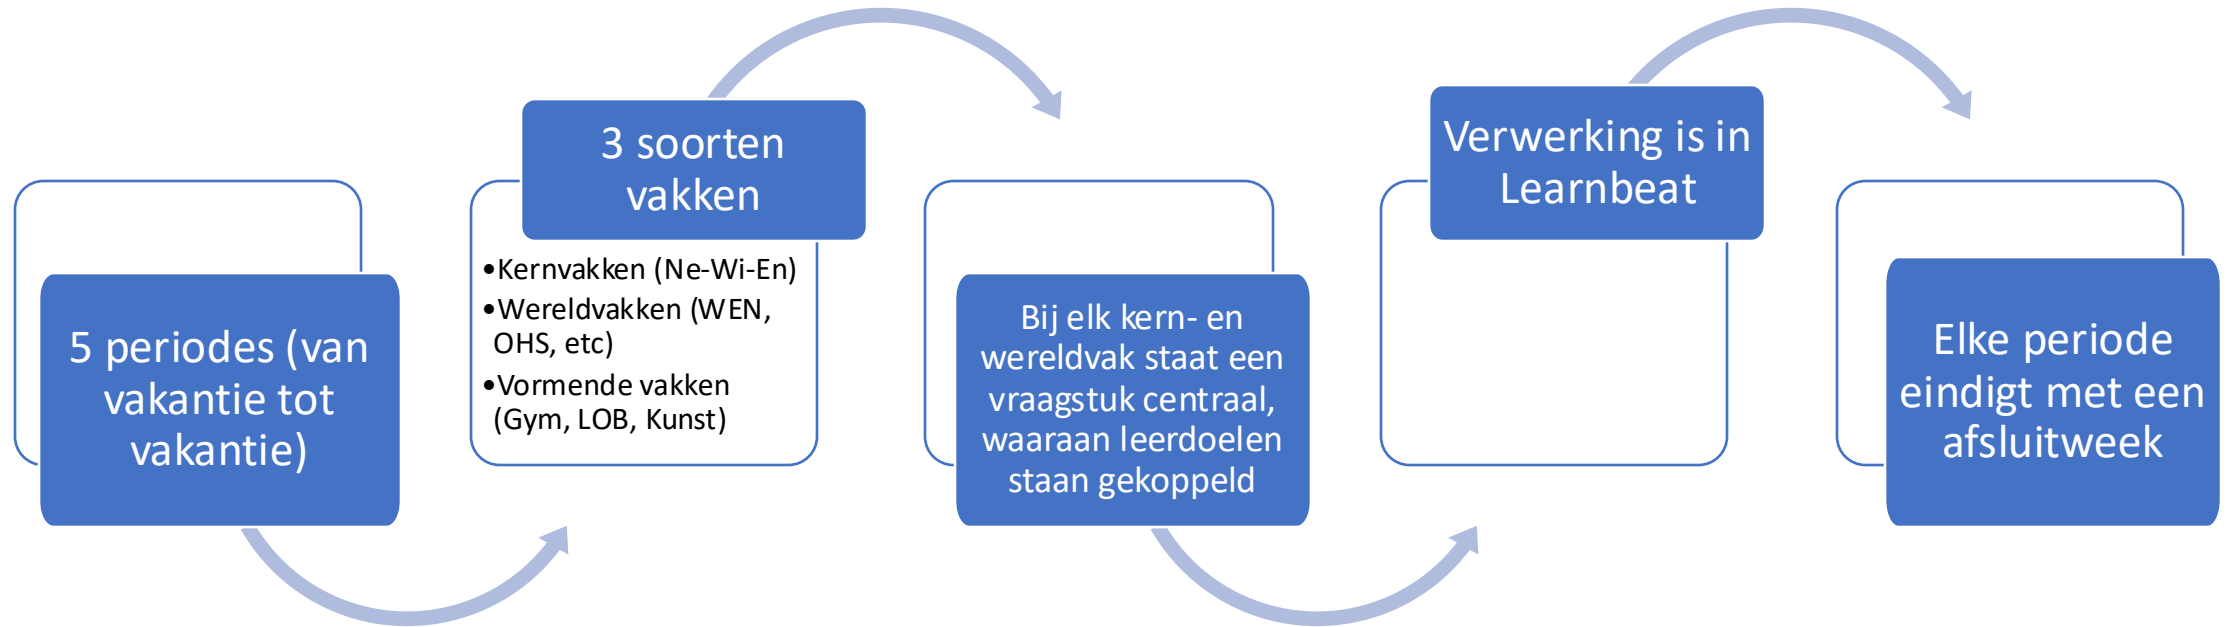 5 periodes (van
vakantie tot
vakantie)
3 soorten
vakken
•Kernvakken (Ne-Wi-En)
•Wereldvakken (WEN,
OHS, etc)
•Vormende vakken
(Gym, LOB, Kunst)
Bij elk kern- en
wereldvak staat een
vraagstuk centraal,
waaraan leerdoelen
staan gekoppeld
Verwerking is in
Learnbeat
Elke periode
eindigt met een
afsluitweek